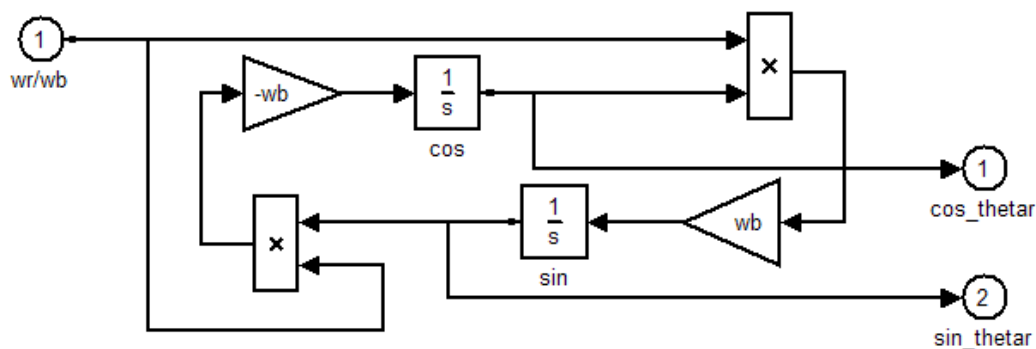 1
wr/wb
-wb
1
s
cos
×
1
cos_thetar
×
1
s
sin
wb
2
sin_thetar